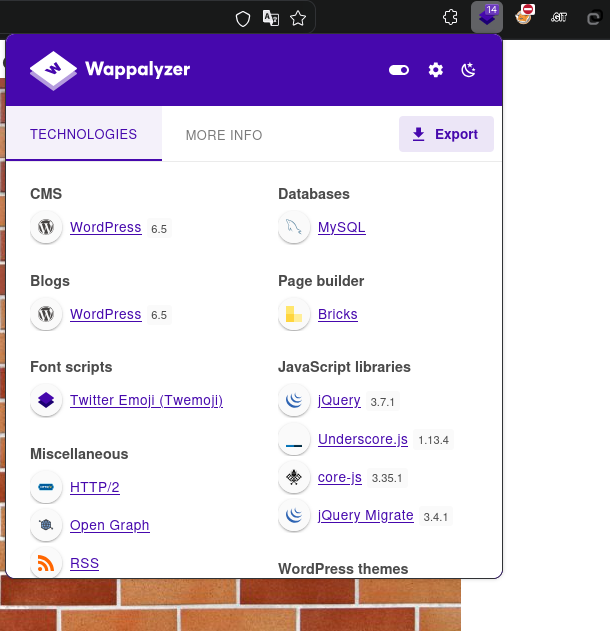 14
.GIT
Wappalyzer
TECHNOLOGIES
MORE INFO
Export
CMS
WordPress 6.5
Databases
MySQL
Blogs
WordPress 6.5
Page builder
Bricks
Font scripts
Twitter Emoji (Twemoji)
JavaScript libraries
jQuery 3.7.1
Underscore.js 1.13.4
core-js 3.35.1
jQuery Migrate 3.4.1
Miscellaneous
HTTP/2
Open Graph
RSS
WordPress themes